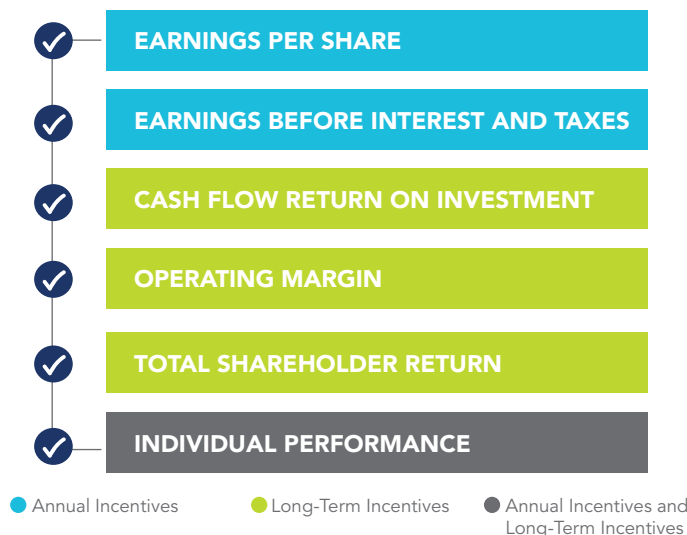 EARNINGS PER SHARE
EARNINGS BEFORE INTEREST AND TAXES
CASH FLOW RETURN ON INVESTMENT
OPERATING MARGIN
TOTAL SHAREHOLDER RETURN
INDIVIDUAL PERFORMANCE
Annual Incentives
Long-Term Incentives
Annual Incentives and
Long-Term Incentives